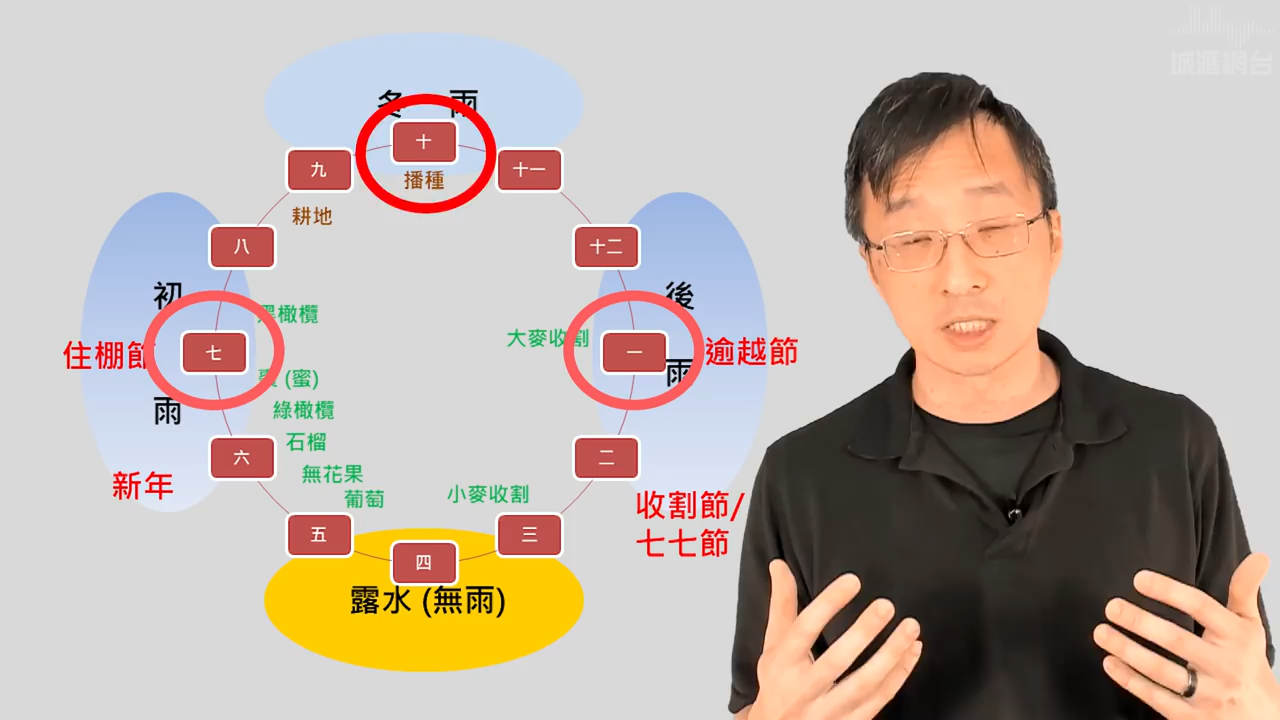 城滙網台
冬 雨
十
九
十一
播種
耕地
八
十二
初
後
黑橄欖
大麥收割
住棚節
七
一
逾越節
雨
棗 (蜜)
雨
綠橄欖
石榴
六
二
無花果
新年
葡萄
小麥收割
收割節/
七七節
五
三
四
露水 (無雨)